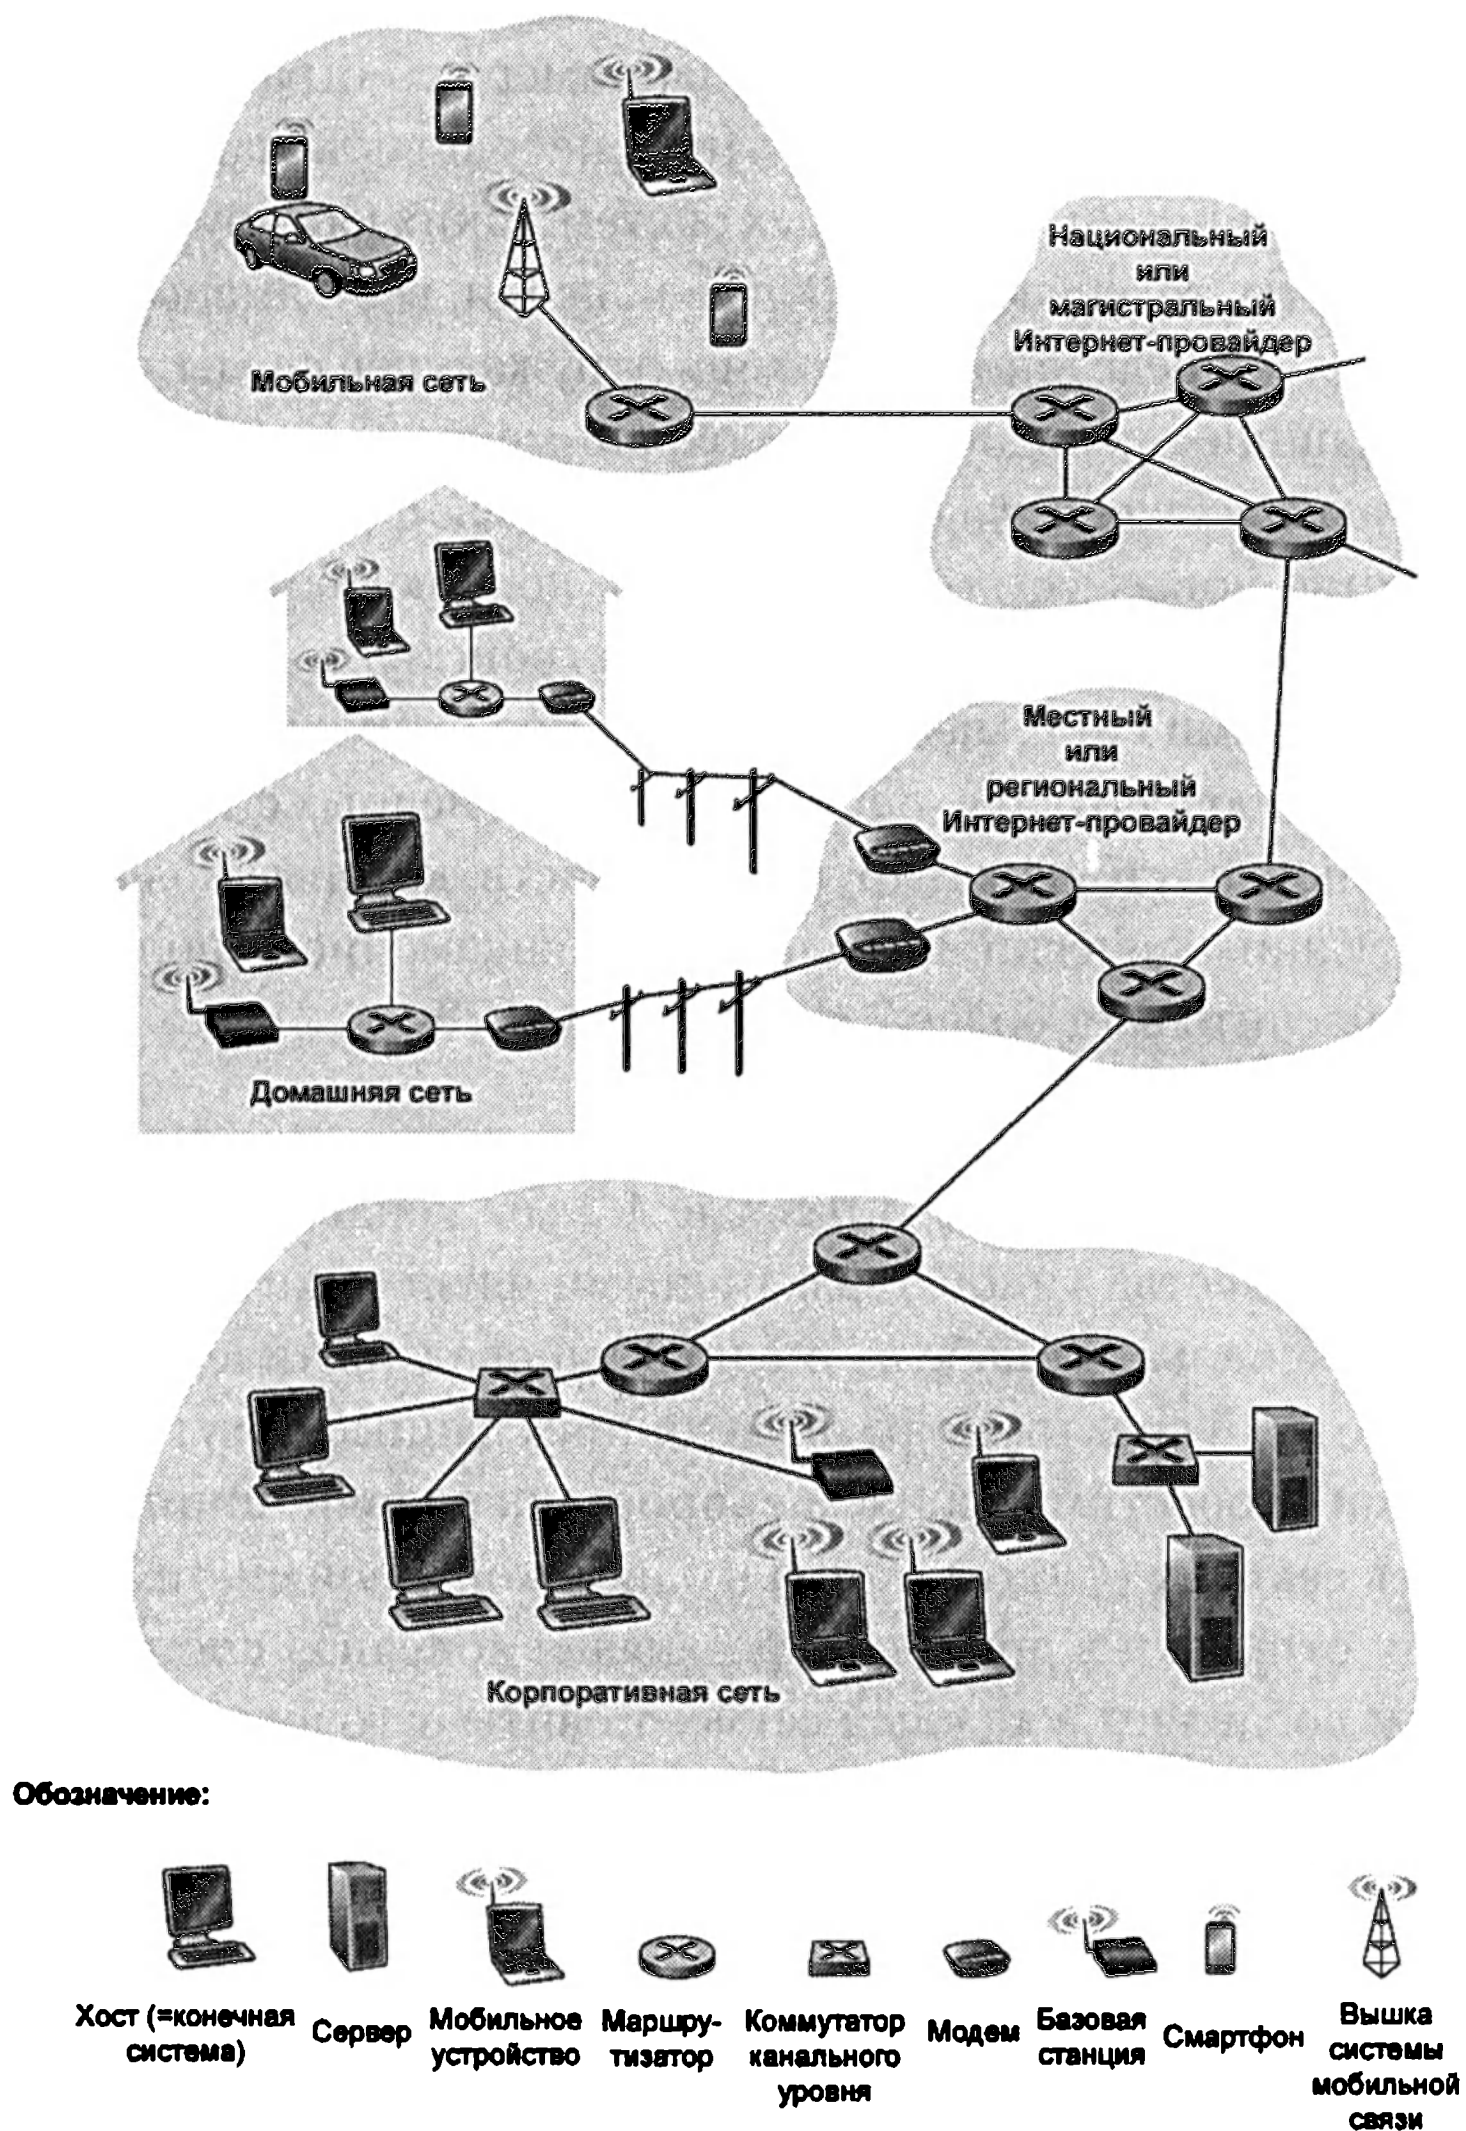 Национальный
или
магистральный
Интернет-провайдер
Мобильная сеть
Местный
или
региональный
Интернет-провайдер
Домашняя сеть
Корпоративная сеть
Обозначение:
Хост (=конечная
система)
Сервер
Мобильное
устройство
Маршру-
тизатор
Коммутатор
канального
уровня
Модем
Базовая
станция
Смартфон
Вышка
системы
мобильной
связи